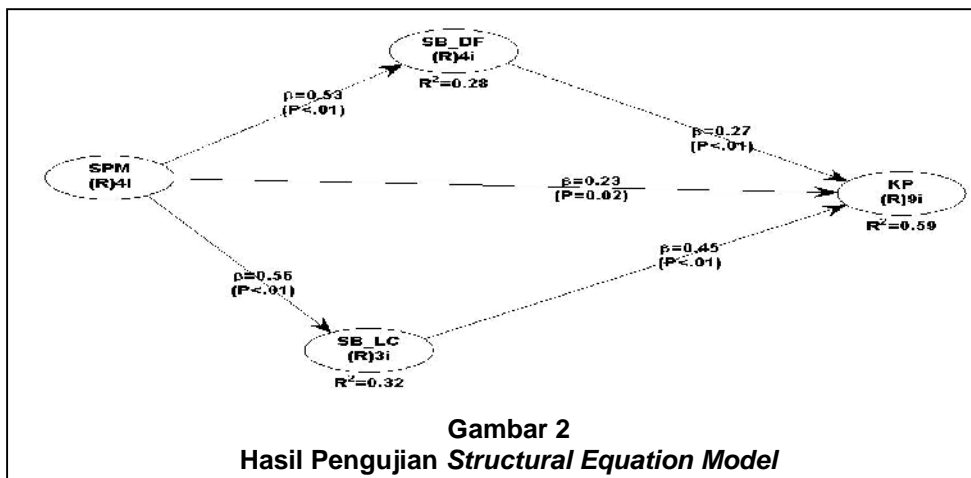 SB_DF
(R)4i
R²=0.28
β=0.53
(P<.01)
β=0.27
(P<.01)
SPM
(R)4i
β=0.23
(P=0.02)
KP
(R)9i
R²=0.59
β=0.56
(P<.01)
β=0.45
(P<.01)
SB_LC
(R)3i
R²=0.32
Gambar 2
Hasil Pengujian Structural Equation Model